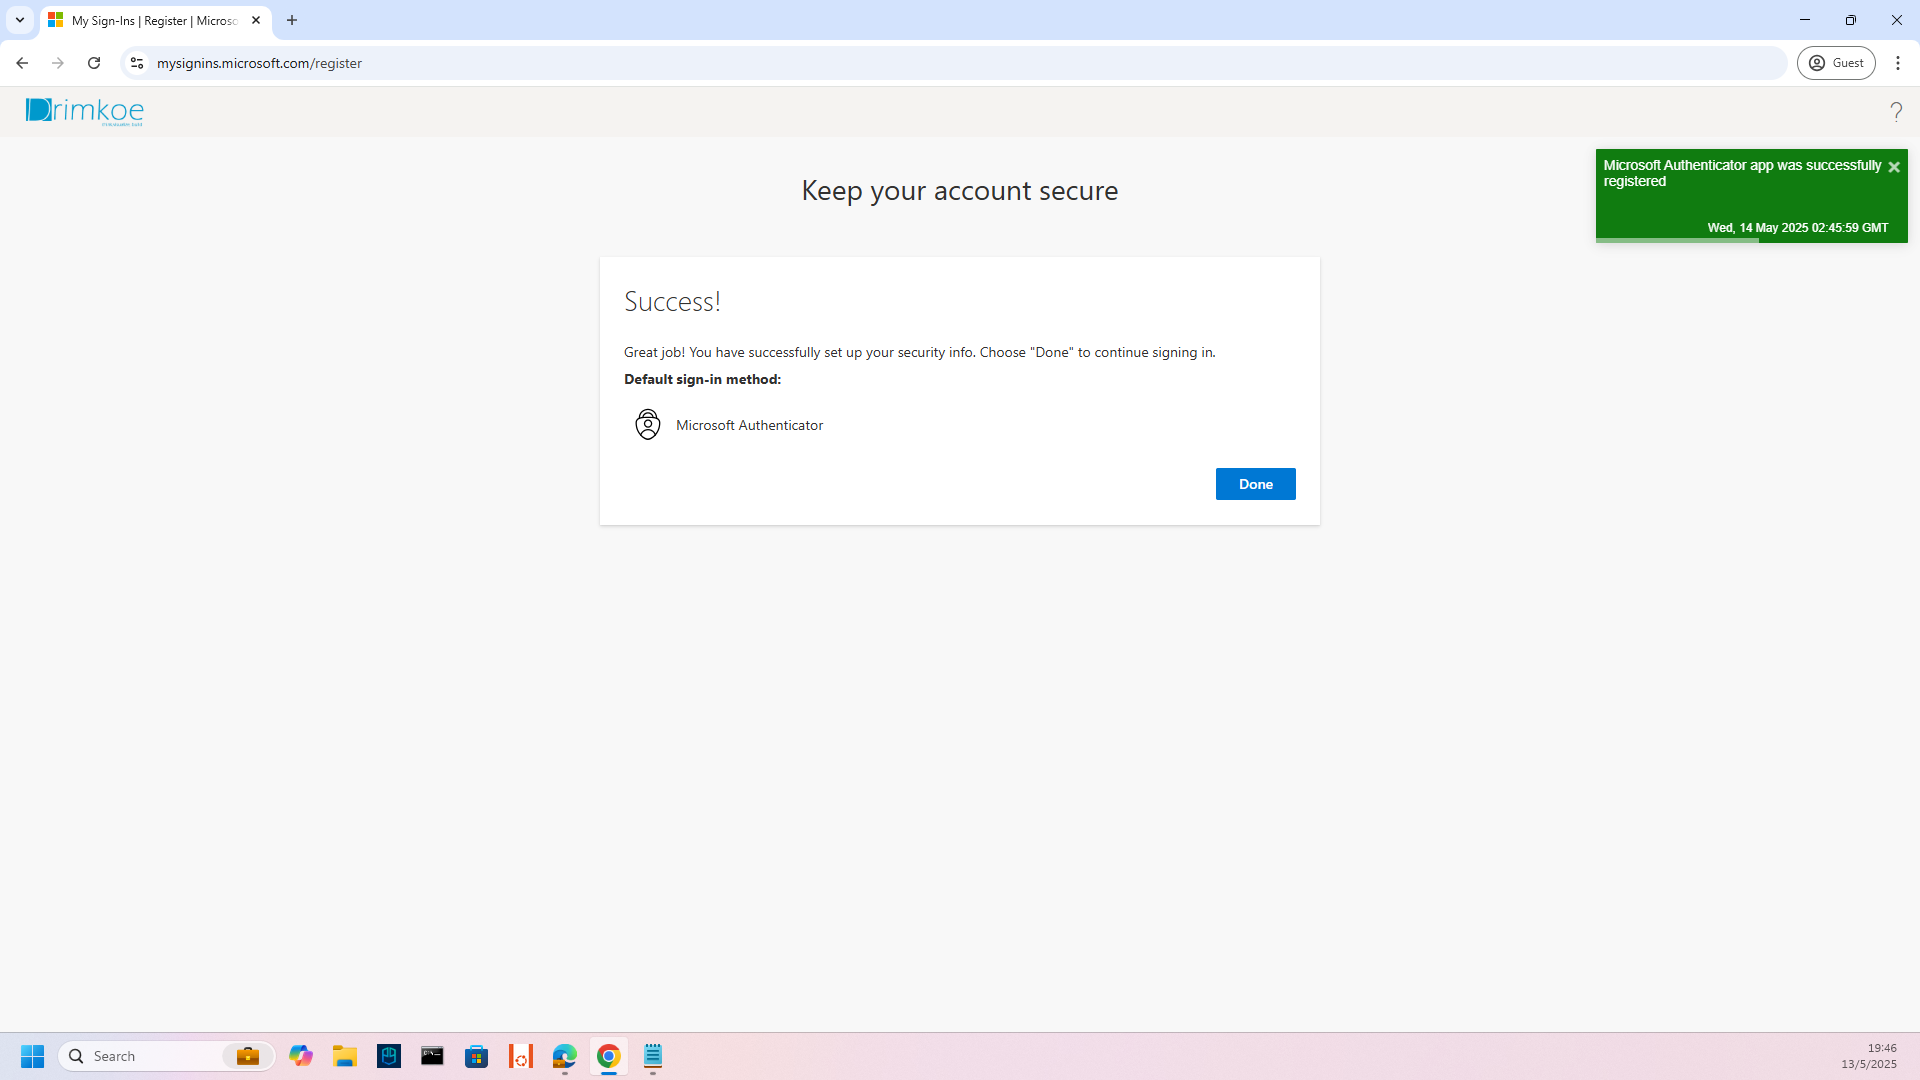 My Sign-Ins | Register | Microso
mysignins.microsoft.com/register
Guest
Drimkoe
?
Microsoft Authenticator app was successfully
registered
Wed, 14 May 2025 02:45:59 GMT
Keep your account secure
Success!
Great job! You have successfully set up your security info. Choose "Done" to continue signing in.
Default sign-in method:
Microsoft Authenticator
Done
Search
19:46
13/5/2025